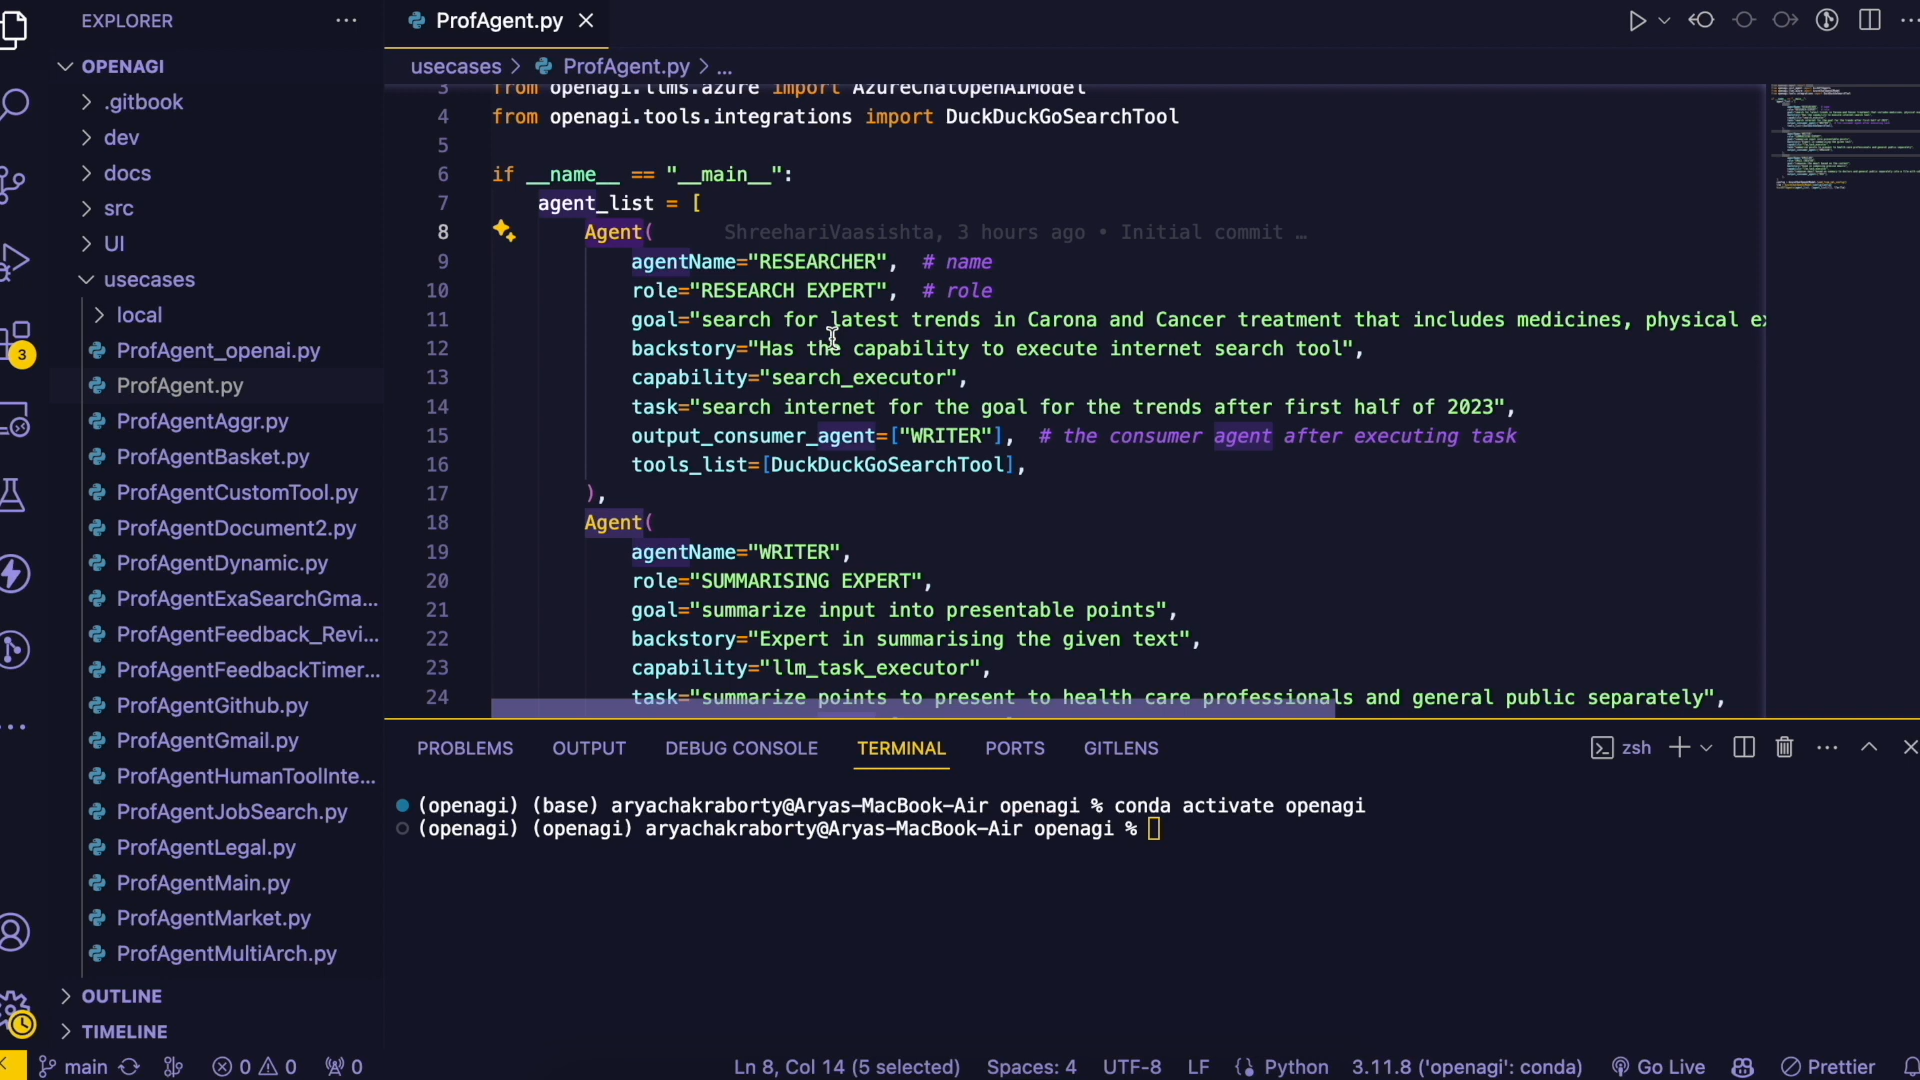 EXPLORER
OPENAGI
.gitbook
dev
docs
src
UI
usecases
local
ProfAgent_openai.py
ProfAgent.py
ProfAgentAggr.py
ProfAgentBasket.py
ProfAgentCustomTool.py
ProfAgentDocument2.py
ProfAgentDynamic.py
ProfAgentExaSearchGma...
ProfAgentFeedback_Revi...
ProfAgentFeedbackTimer...
ProfAgentGithub.py
ProfAgentGmail.py
ProfAgentHumanToolInte...
ProfAgentJobSearch.py
ProfAgentLegal.py
ProfAgentMain.py
ProfAgentMarket.py
ProfAgentMultiArch.py
OUTLINE
TIMELINE
3
ProfAgent.py
usecases > ProfAgent.py > ...
3 from openagi.llms.azure import AzureChatOpenAIModel
4 from openagi.tools.integrations import DuckDuckGoSearchTool
5
6 if __name__ == "__main__":
7 agent_list = [
8 Agent( ShreehariVaasishta, 3 hours ago • Initial commit …
9 agentName="RESEARCHER", # name
10 role="RESEARCH EXPERT", # role
11 goal="search for latest trends in Carona and Cancer treatment that includes medicines, physical ex
12 backstory="Has the capability to execute internet search tool",
13 capability="search_executor",
14 task="search internet for the goal for the trends after first half of 2023",
15 output_consumer_agent=["WRITER"], # the consumer agent after executing task
16 tools_list=[DuckDuckGoSearchTool],
17 ),
18 Agent(
19 agentName="WRITER",
20 role="SUMMARISING EXPERT",
21 goal="summarize input into presentable points",
22 backstory="Expert in summarising the given text",
23 capability="llm_task_executor",
24 task="summarize points to present to health care professionals and general public separately",
PROBLEMS OUTPUT DEBUG CONSOLE TERMINAL PORTS GITLENS zsh
(openagi) (base) aryachakraborty@Aryas-MacBook-Air openagi % conda activate openagi
(openagi) (openagi) aryachakraborty@Aryas-MacBook-Air openagi %
main 0 0 0 Ln 8, Col 14 (5 selected) Spaces: 4 UTF-8 LF Python 3.11.8 ('openagi': conda) Go Live Prettier